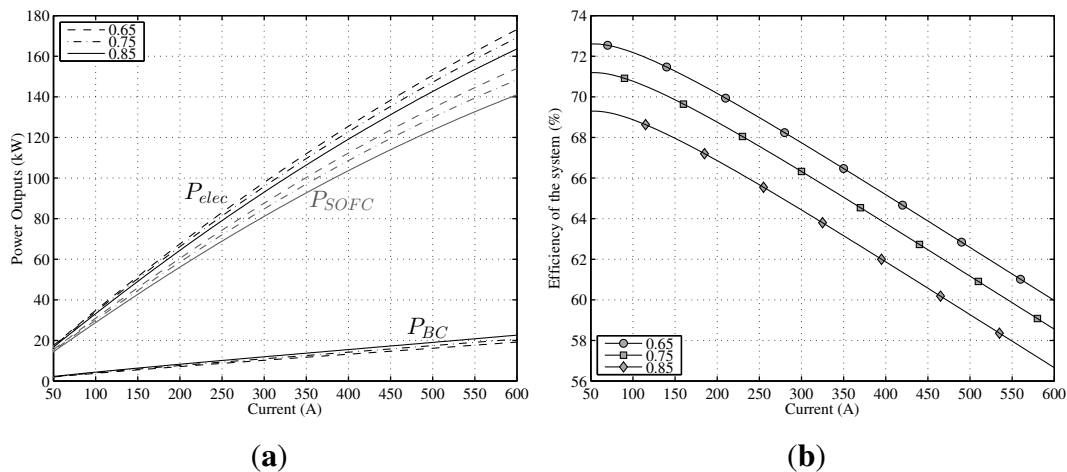 180
160
140
120
100
80
60
40
20
0
Power Outputs (kW)
0.65
0.75
0.85
P_elec
P_SOFC
P_BC
50 100 150 200 250 300 350 400 450 500 550 600
Current (A)
(a)
74
72
70
68
66
64
62
60
58
56
Efficiency of the system (%)
0.65
0.75
0.85
50 100 150 200 250 300 350 400 450 500 550 600
Current (A)
(b)